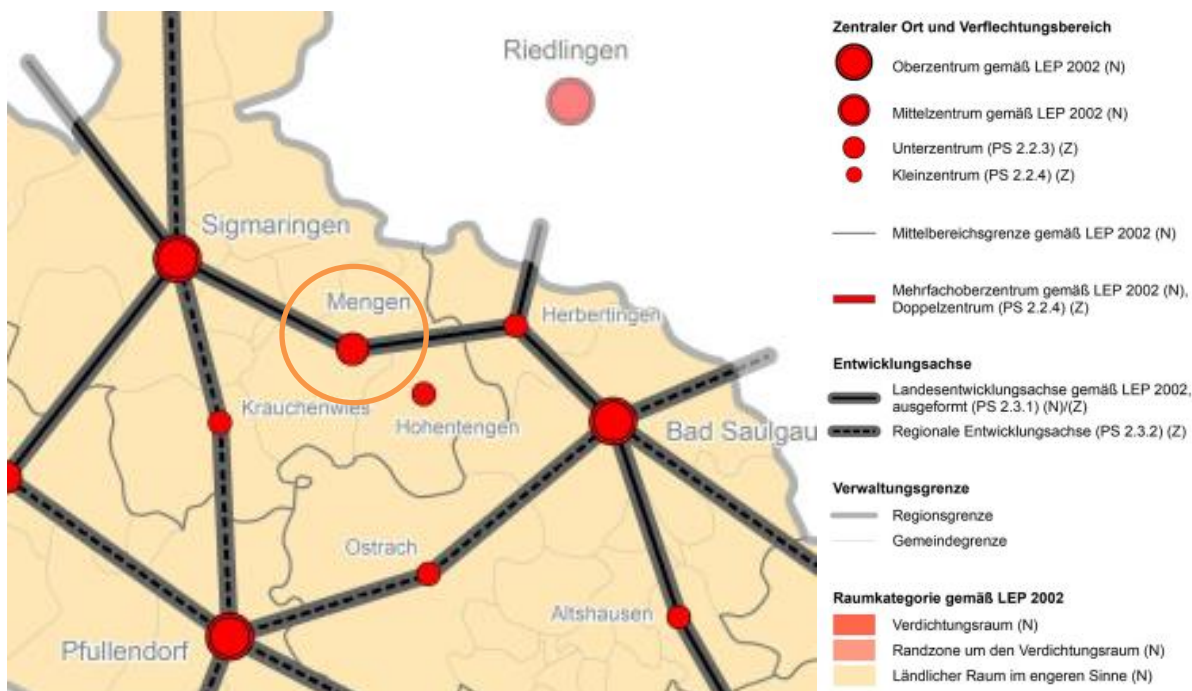 Riedlingen
Sigmaringen
Mengen
Herbertingen
Krauchenwies
Hohentengen
Bad Saulgau
Ostrach
Altshausen
Pfullendorf
Zentraler Ort und Verflechtungsbereich
Oberzentrum gemäß LEP 2002 (N)
Mittelzentrum gemäß LEP 2002 (N)
Unterzentrum (PS 2.2.3) (Z)
Kleinzentrum (PS 2.2.4) (Z)
Mittelbereichsgrenze gemäß LEP 2002 (N)
Mehrfachoberzentrum gemäß LEP 2002 (N),
Doppelzentrum (PS 2.2.4) (Z)
Entwicklungsachse
Landesentwicklungsachse gemäß LEP 2002,
ausgeformt (PS 2.3.1) (N)/(Z)
Regionale Entwicklungsachse (PS 2.3.2) (Z)
Verwaltungsgrenze
Regionsgrenze
Gemeindegrenze
Raumkategorie gemäß LEP 2002
Verdichtungsraum (N)
Randzone um den Verdichtungsraum (N)
Ländlicher Raum im engeren Sinne (N)